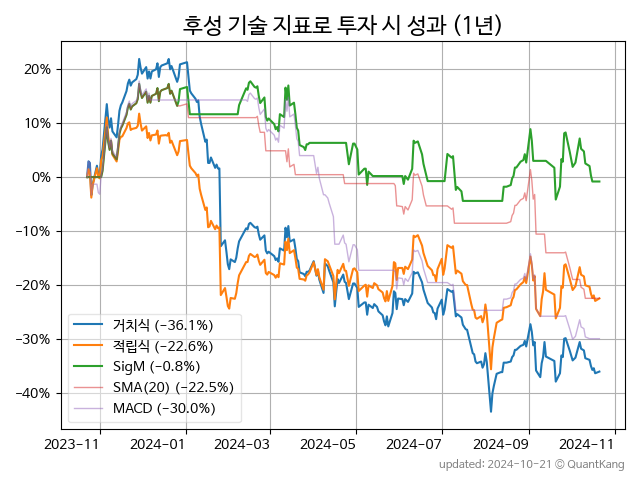 후성 기술 지표로 투자 시 성과 (1년)
20%
10%
0%
−10%
−20%
−30%
−40%
거치식 (−36.1%)
적립식 (−22.6%)
SigM (−0.8%)
SMA(20) (−22.5%)
MACD (−30.0%)
2023-11 2024-01 2024-03 2024-05 2024-07 2024-09 2024-11
updated: 2024-10-21 © QuantKang